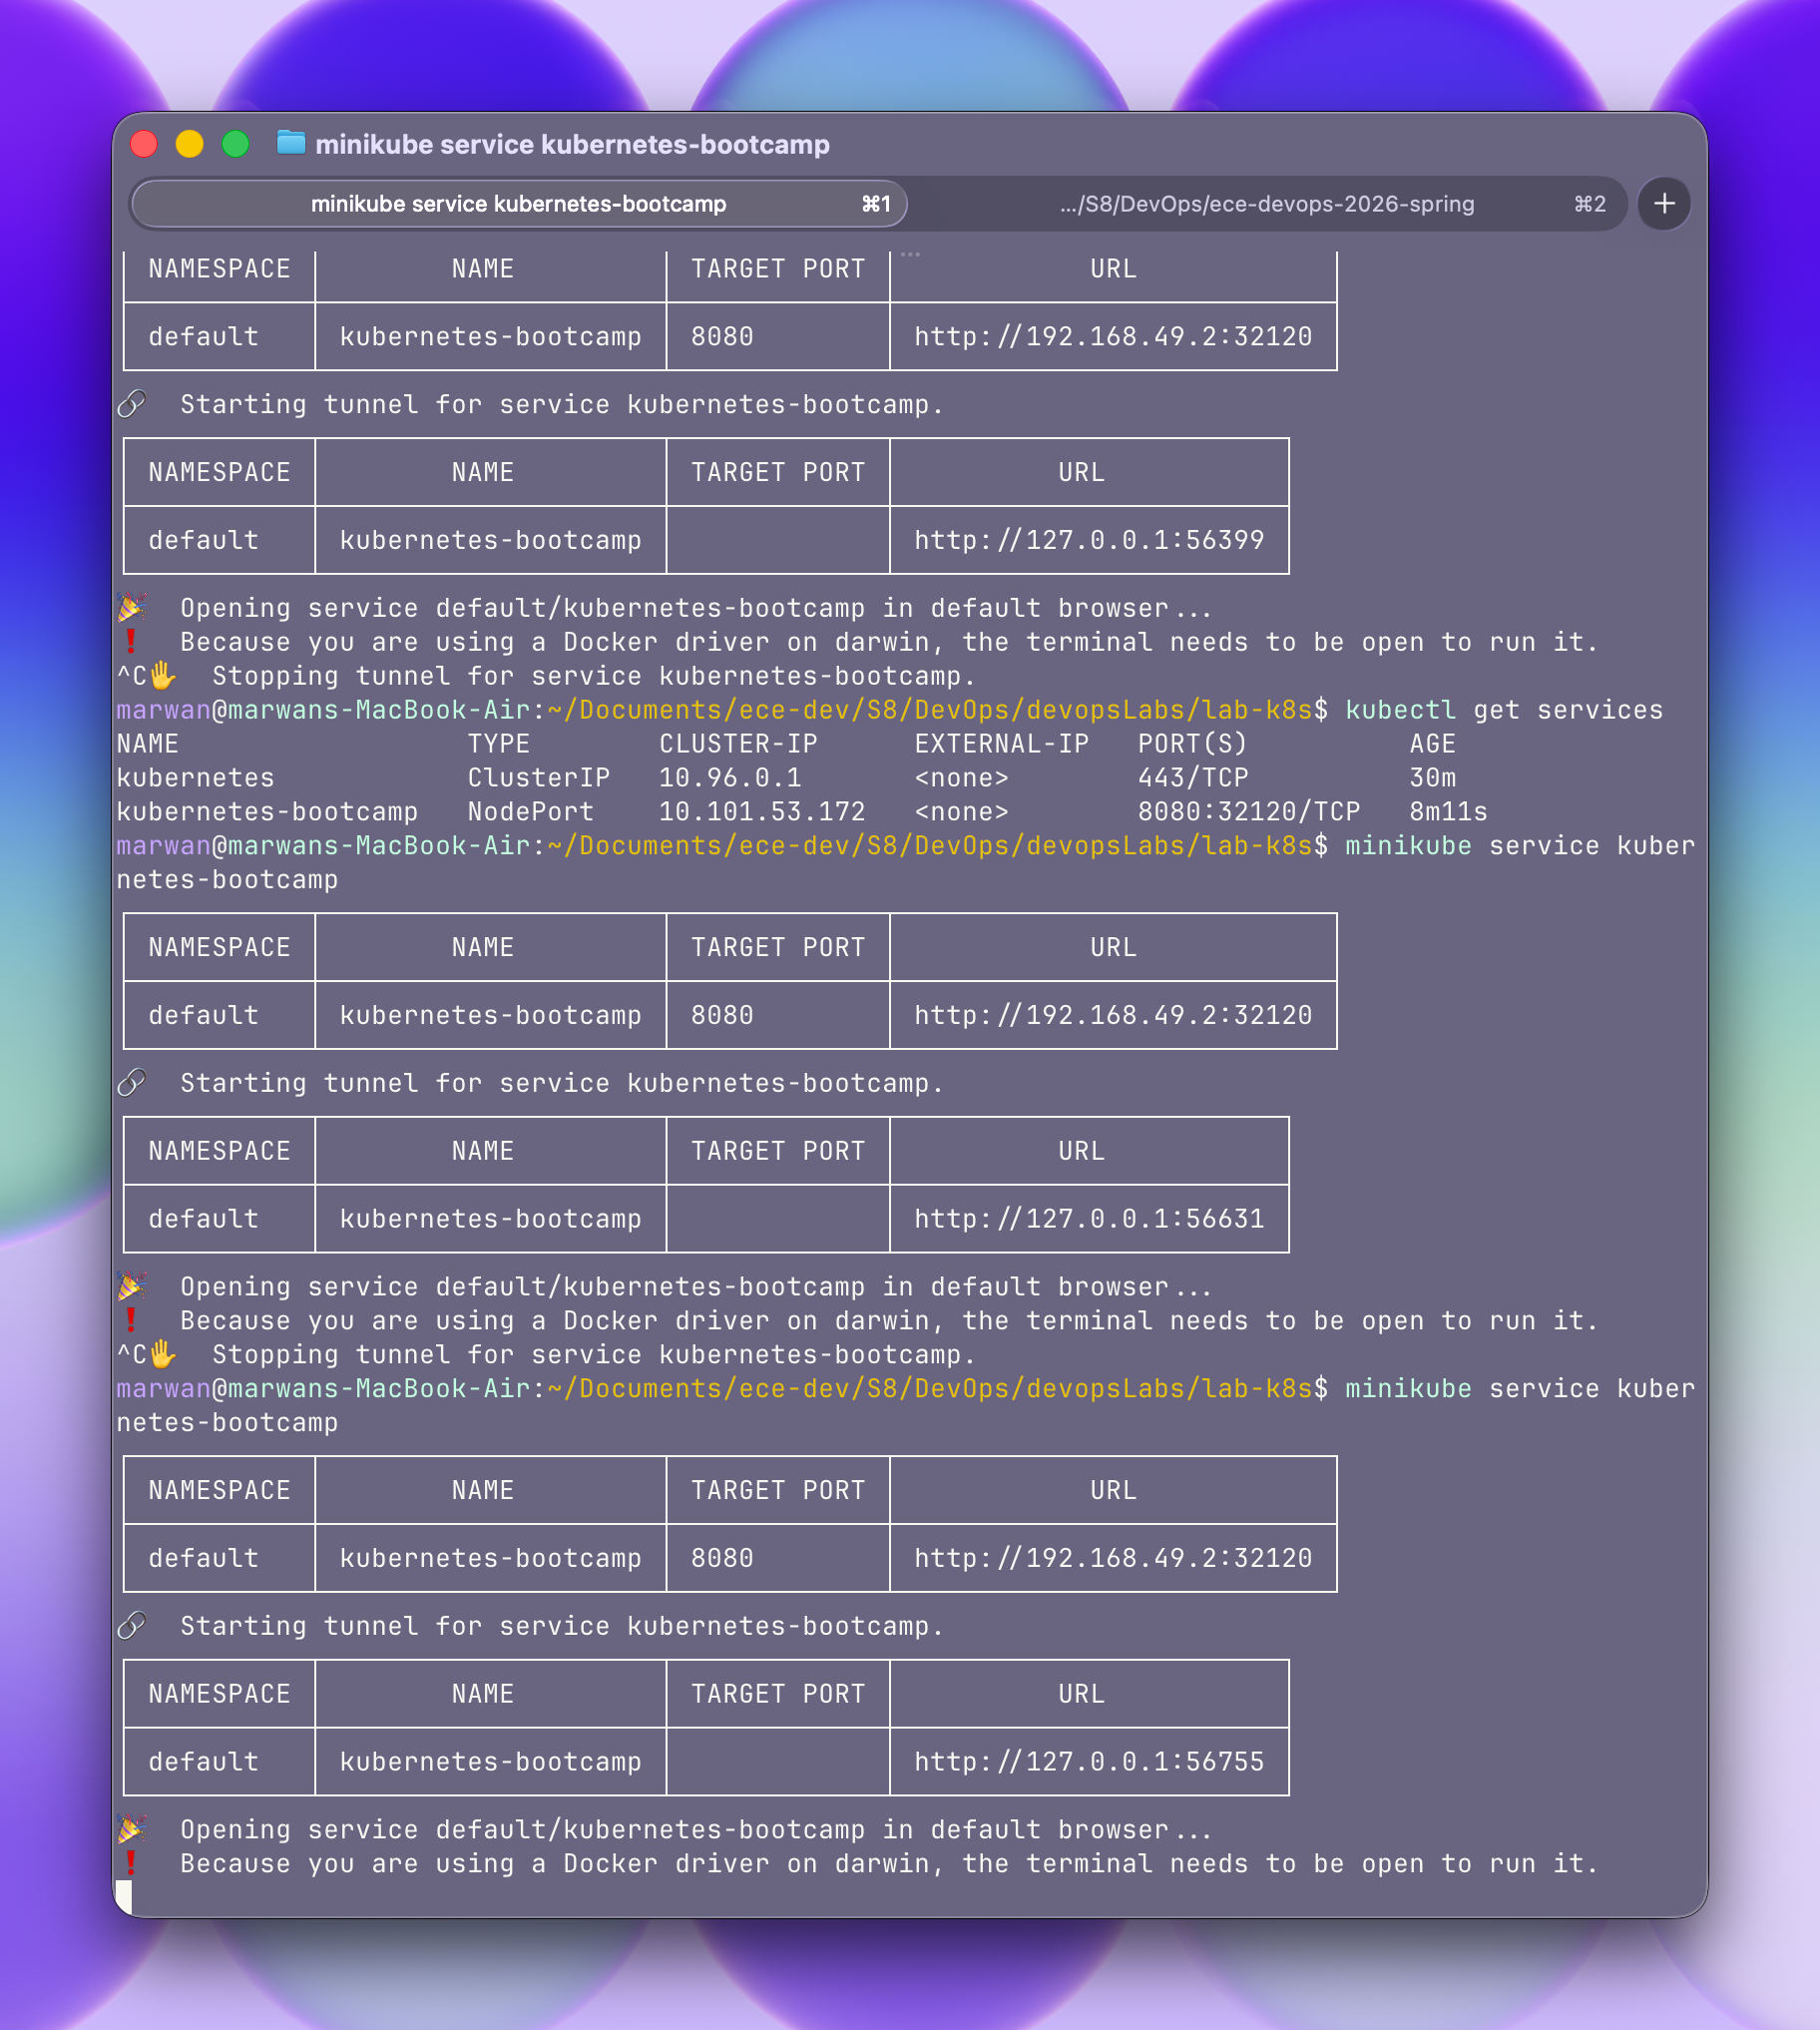 minikube service kubernetes-bootcamp
minikube service kubernetes-bootcamp ⌘1 .../S8/DevOps/ece-devops-2026-spring ⌘2 +
NAMESPACE NAME TARGET PORT URL
default kubernetes-bootcamp 8080 http://192.168.49.2:32120
🔗 Starting tunnel for service kubernetes-bootcamp.
NAMESPACE NAME TARGET PORT URL
default kubernetes-bootcamp http://127.0.0.1:56399
🎉 Opening service default/kubernetes-bootcamp in default browser...
❗ Because you are using a Docker driver on darwin, the terminal needs to be open to run it.
^C✋ Stopping tunnel for service kubernetes-bootcamp.
marwan@marwans-MacBook-Air:~/Documents/ece-dev/S8/DevOps/devopsLabs/lab-k8s$ kubectl get services
NAME TYPE CLUSTER-IP EXTERNAL-IP PORT(S) AGE
kubernetes ClusterIP 10.96.0.1 <none> 443/TCP 30m
kubernetes-bootcamp NodePort 10.101.53.172 <none> 8080:32120/TCP 8m11s
marwan@marwans-MacBook-Air:~/Documents/ece-dev/S8/DevOps/devopsLabs/lab-k8s$ minikube service kuber
netes-bootcamp
NAMESPACE NAME TARGET PORT URL
default kubernetes-bootcamp 8080 http://192.168.49.2:32120
🔗 Starting tunnel for service kubernetes-bootcamp.
NAMESPACE NAME TARGET PORT URL
default kubernetes-bootcamp http://127.0.0.1:56631
🎉 Opening service default/kubernetes-bootcamp in default browser...
❗ Because you are using a Docker driver on darwin, the terminal needs to be open to run it.
^C✋ Stopping tunnel for service kubernetes-bootcamp.
marwan@marwans-MacBook-Air:~/Documents/ece-dev/S8/DevOps/devopsLabs/lab-k8s$ minikube service kuber
netes-bootcamp
NAMESPACE NAME TARGET PORT URL
default kubernetes-bootcamp 8080 http://192.168.49.2:32120
🔗 Starting tunnel for service kubernetes-bootcamp.
NAMESPACE NAME TARGET PORT URL
default kubernetes-bootcamp http://127.0.0.1:56755
🎉 Opening service default/kubernetes-bootcamp in default browser...
❗ Because you are using a Docker driver on darwin, the terminal needs to be open to run it.